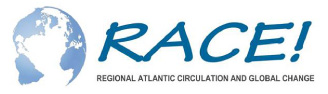 RACE!
REGIONAL ATLANTIC CIRCULATION AND GLOBAL CHANGE